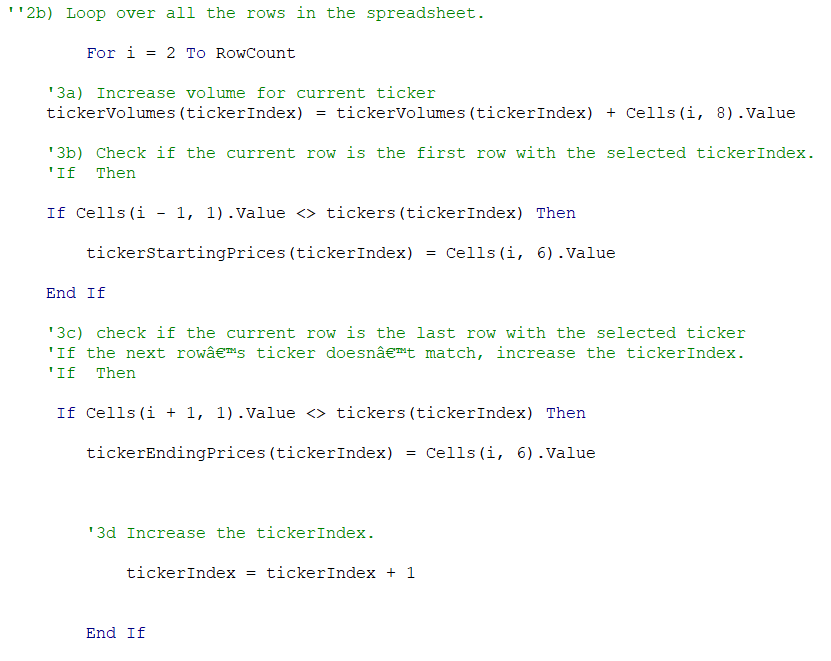 ''2b) Loop over all the rows in the spreadsheet.
For i = 2 To RowCount
'3a) Increase volume for current ticker
tickerVolumes(tickerIndex) = tickerVolumes(tickerIndex) + Cells(i, 8).Value
'3b) Check if the current row is the first row with the selected tickerIndex.
'If  Then
If Cells(i - 1, 1).Value <> tickers(tickerIndex) Then
tickerStartingPrices(tickerIndex) = Cells(i, 6).Value
End If
'3c) check if the current row is the last row with the selected ticker
'If the next rowâ€™s ticker doesnâ€™t match, increase the tickerIndex.
'If  Then
If Cells(i + 1, 1).Value <> tickers(tickerIndex) Then
tickerEndingPrices(tickerIndex) = Cells(i, 6).Value
'3d Increase the tickerIndex.
tickerIndex = tickerIndex + 1
End If